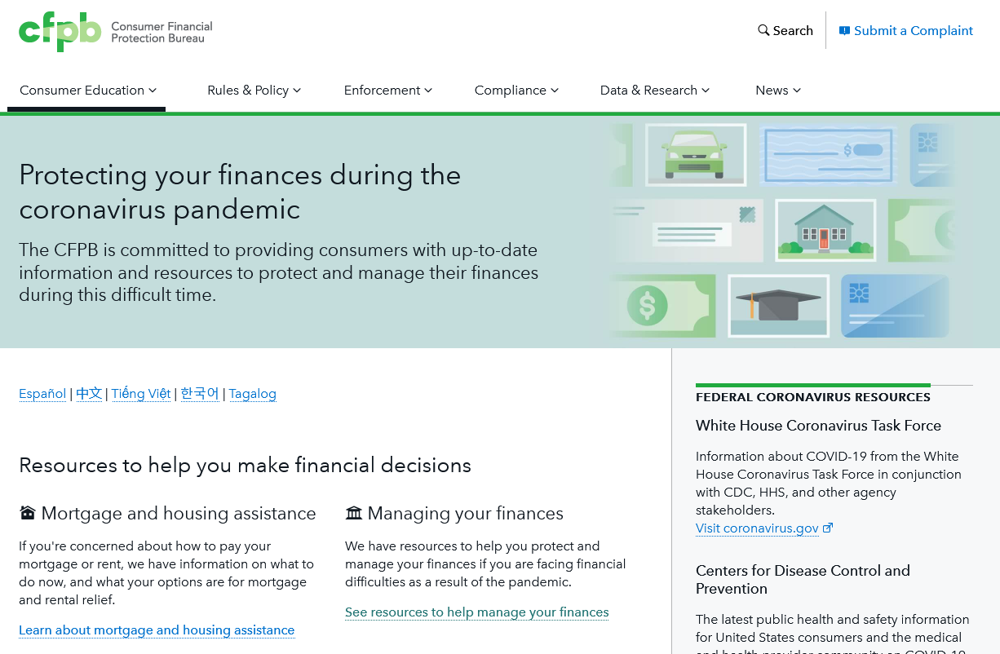 cfpb Consumer Financial
Protection Bureau
Search
Submit a Complaint
Consumer Education
Rules & Policy
Enforcement
Compliance
Data & Research
News
Protecting your finances during the
coronavirus pandemic
The CFPB is committed to providing consumers with up-to-date
information and resources to protect and manage their finances
during this difficult time.
$
$
Español | 中文 | Tiếng Việt | 한국어 | Tagalog
Resources to help you make financial decisions
Mortgage and housing assistance
If you're concerned about how to pay your
mortgage or rent, we have information on what to
do now, and what your options are for mortgage
and rental relief.
Learn about mortgage and housing assistance
Managing your finances
We have resources to help you protect and
manage your finances if you are facing financial
difficulties as a result of the pandemic.
See resources to help manage your finances
FEDERAL CORONAVIRUS RESOURCES
White House Coronavirus Task Force
Information about COVID-19 from the White
House Coronavirus Task Force in conjunction
with CDC, HHS, and other agency
stakeholders.
Visit coronavirus.gov
Centers for Disease Control and
Prevention
The latest public health and safety information
for United States consumers and the medical
and health provider community on COVID-19